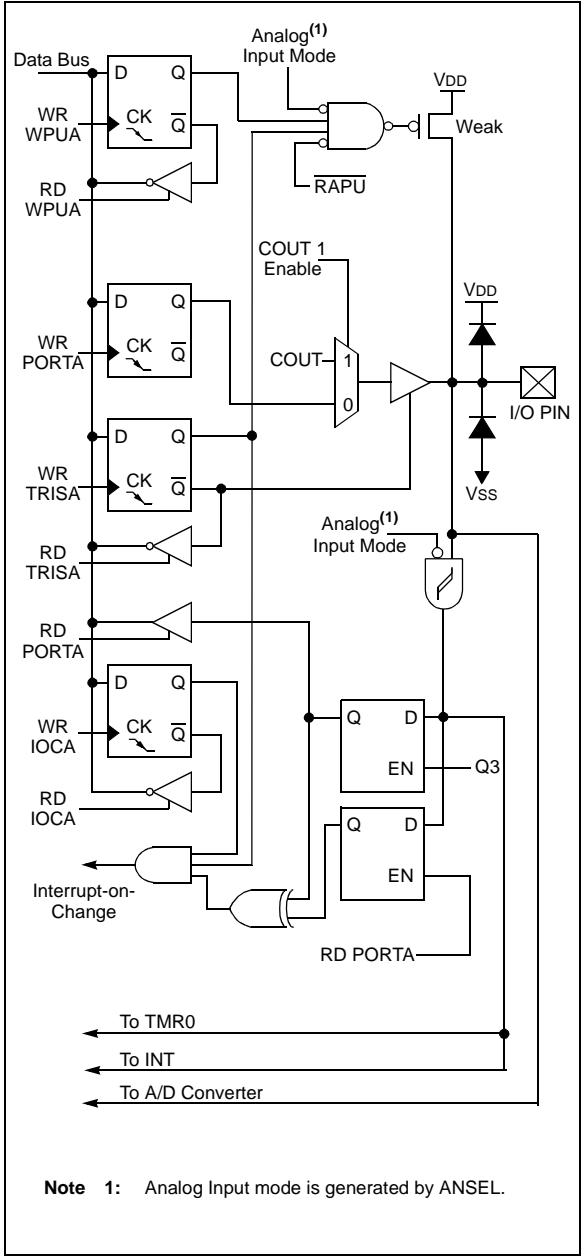 Analog(1)
Input Mode
Data Bus
D Q
WR
WPUA
CK Q
VDD
Weak
RD
WPUA
RAPU
COUT 1
Enable
D Q
WR
PORTA
CK Q
COUT
1
0
VDD
I/O PIN
D Q
WR
TRISA
CK Q
VSS
Analog(1)
Input Mode
RD
TRISA
RD
PORTA
D Q
WR
IOCA
CK Q
Q D
EN
Q3
RD
IOCA
Q D
EN
Interrupt-on-
Change
RD PORTA
To TMR0
To INT
To A/D Converter
Note 1: Analog Input mode is generated by ANSEL.